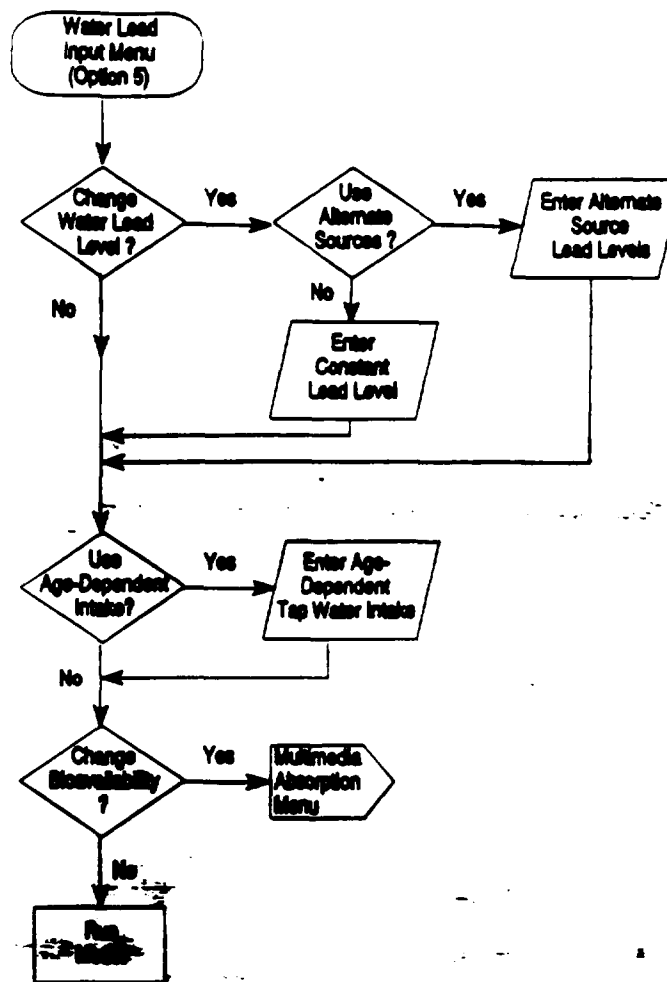 Water Lead
Input Menu
(Option 5)
Change
Water Lead
Level ?
Yes
Use
Alternate
Sources ?
Yes
Enter Alternate
Source
Lead Levels
No
No
Enter
Constant
Lead Level
Use
Age-Dependent
Intake?
Yes
Enter Age-
Dependent
Tap Water Intake
No
Change
Bioavailability
?
Yes
Multimedia
Absorption
Menu
No
Run
Model